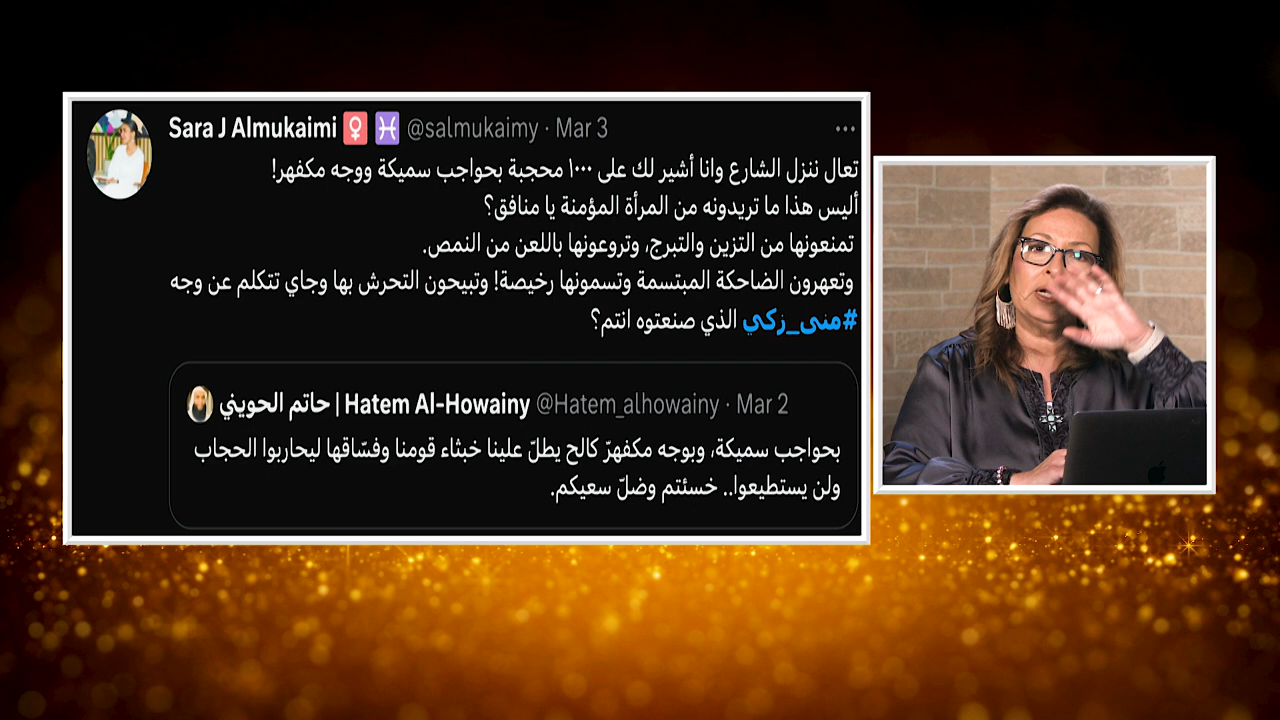 Sara J Almukaimi @salmukaimy · Mar 3
تعال ننزل الشارع وانا أشير لك على ١٠٠٠ محجبة بحواجب سميكة ووجه مكفهر!
أليس هذا ما تريدونه من المرأة المؤمنة يا منافق؟
تمنعونها من التزين والتبرج، وتروعونها باللعن من النمص.
وتعهرون الضاحكة المبتسمة وتسمونها رخيصة! وتبيحون التحرش بها وجاي تتكلم عن وجه
#منى_زكي الذي صنعتوه انتم؟
حاتم الحويني | Hatem Al-Howainy @Hatem_alhowainy · Mar 2
بحواجب سميكة، وبوجه مكفهرّ كالح يطلّ علينا خبثاء قومنا وفسّاقها ليحاربوا الحجاب
ولن يستطيعوا.. خسئتم وضلّ سعيكم.